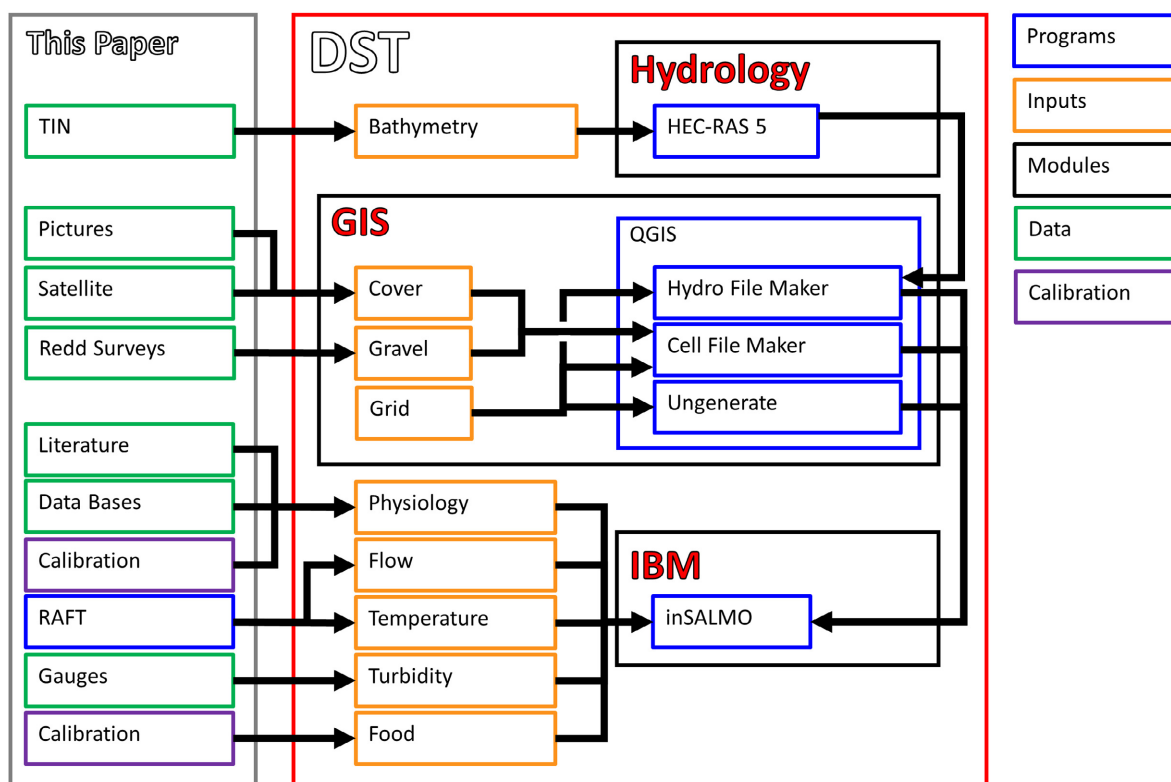 This Paper
DST
Hydrology
Programs
TIN
Bathymetry
HEC-RAS 5
Inputs
Modules
GIS
Pictures
QGIS
Data
Satellite
Cover
Hydro File Maker
Calibration
Redd Surveys
Gravel
Cell File Maker
Grid
Ungenerate
Literature
Data Bases
Physiology
Calibration
Flow
IBM
RAFT
Temperature
inSALMO
Gauges
Turbidity
Calibration
Food